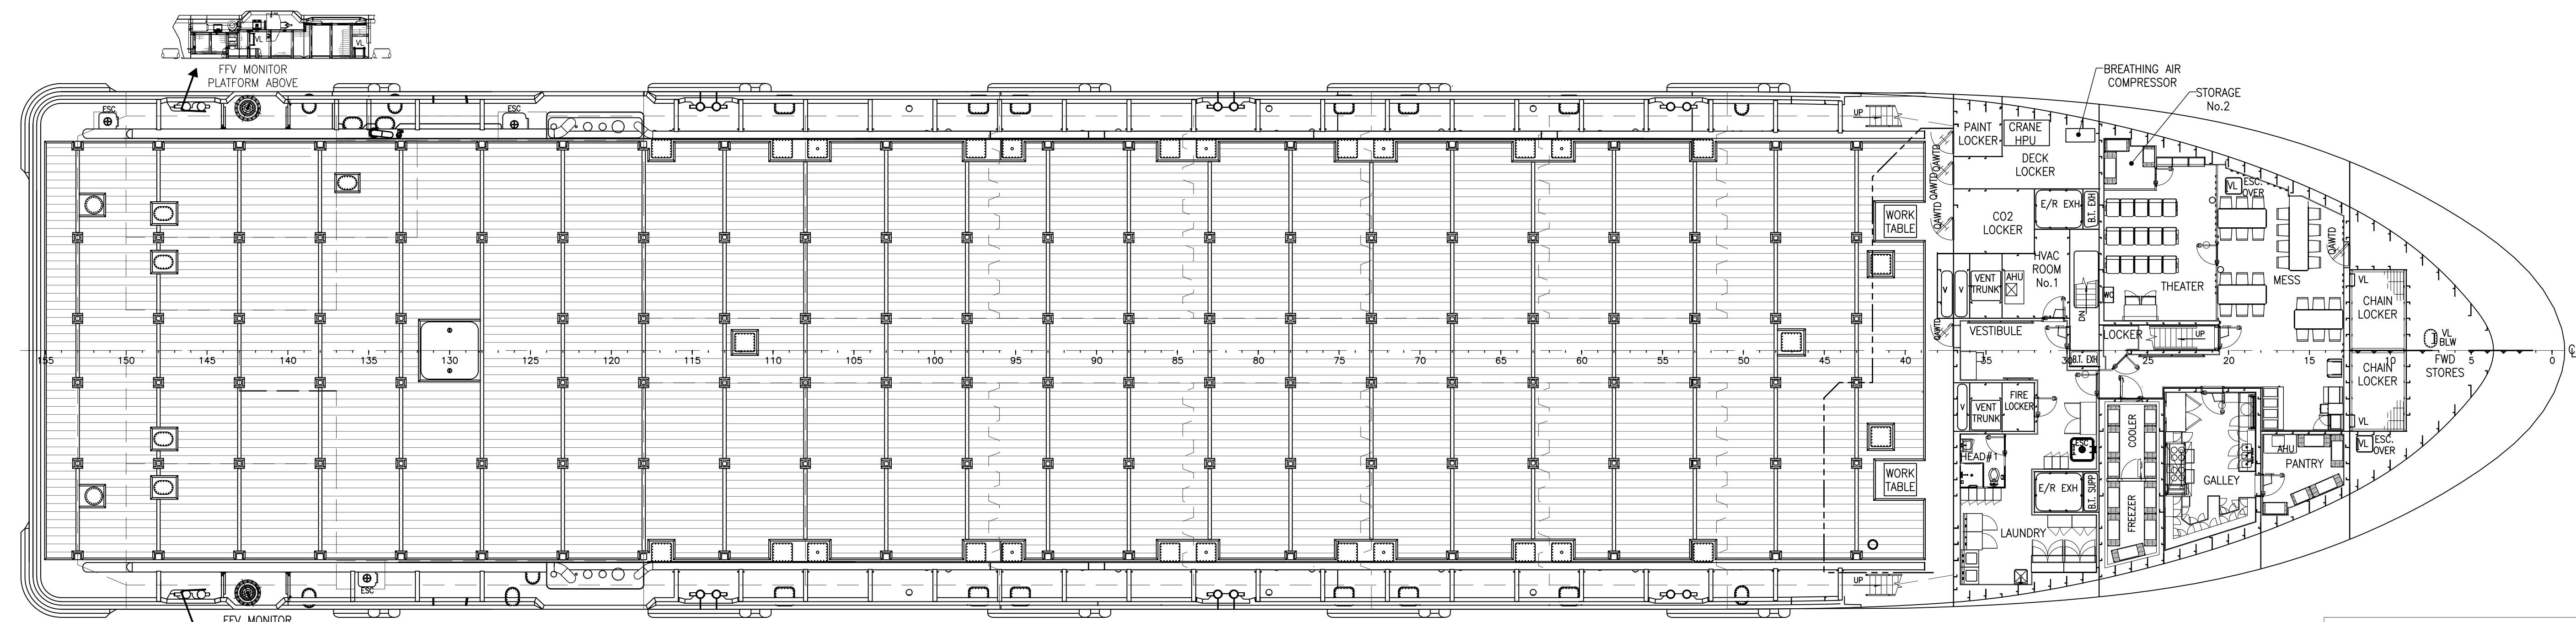 VL
VL
FFV MONITOR
PLATFORM ABOVE
BREATHING AIR
COMPRESSOR
STORAGE
No.2
ESC
ESC
UP
PAINT
LOCKER
CRANE
HPU
DECK
LOCKER
QAWTD
QAWTD
QAWTD
QAWTD
WORK
TABLE
CO2
LOCKER
E/R EXH
B.T. EXH
VL
ESC.
OVER
QAWTD
HVAC
ROOM
No.1
V
V
VENT
TRUNK
AHU
WC
THEATER
MESS
VL
CHAIN
LOCKER
DN
VESTIBULE
LOCKER
UP
VL
BLW
155 150 145 140 135 130 125 120 115 110 105 100 95 90 85 80 75 70 65 60 55 50 45 40 35 30 25 20 15 10 5 0
B.T. EXH
FWD
STORES
CHAIN
LOCKER
VL
V
VENT
TRUNK
FIRE
LOCKER
COOLER
ESC
VL
ESC.
OVER
HEAD#1
AHU
PANTRY
WORK
TABLE
E/R EXH
B.T. SUPP
FREEZER
GALLEY
LAUNDRY
UP
ESC
FFV MONITOR